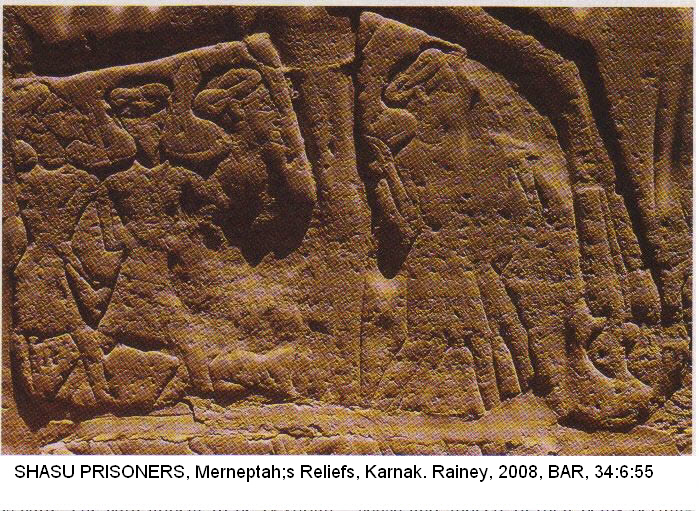 SHASU PRISONERS, Merneptah;s Reliefs, Karnak. Rainey, 2008, BAR, 34:6:55